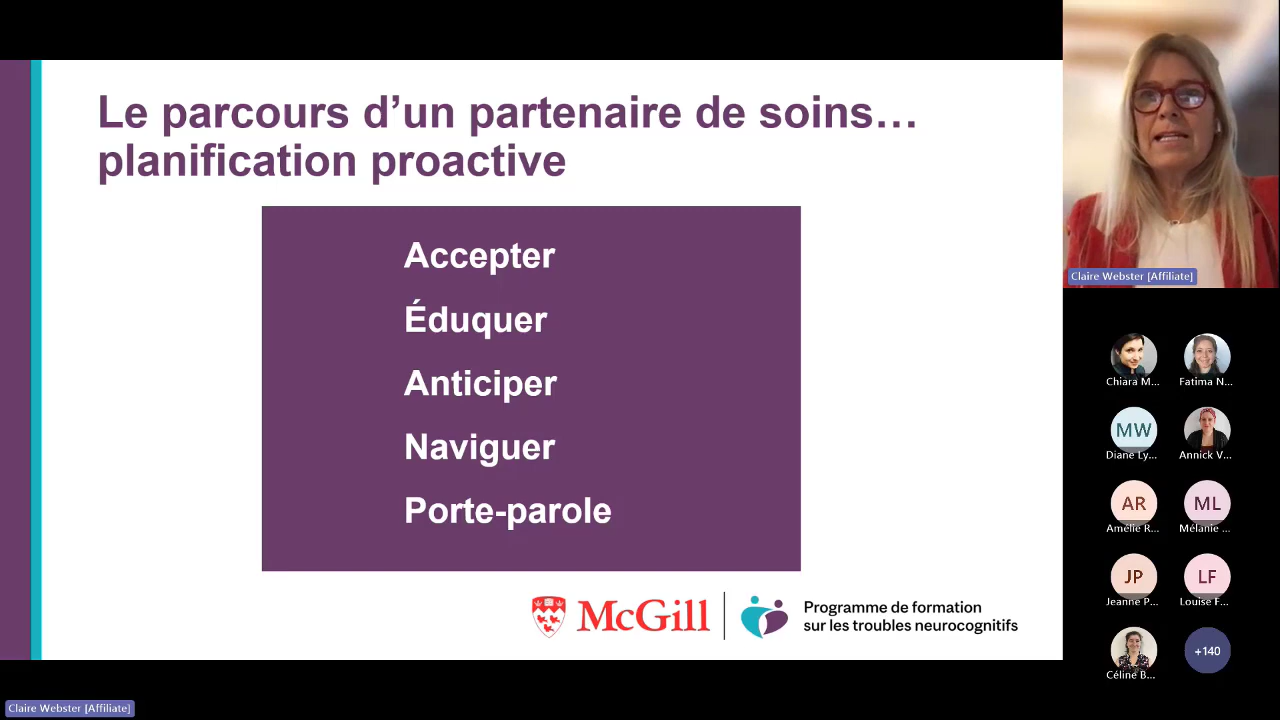 Le parcours d’un partenaire de soins…
planification proactive
Accepter
Éduquer
Anticiper
Naviguer
Porte-parole
McGill
Programme de formation
sur les troubles neurocognitifs
Claire Webster [Affiliate]
Chiara M...
Fatima N...
MW
Diane Ly...
Annick V...
AR
Amélie R...
ML
Mélanie ...
JP
Jeanne P...
LF
Louise F...
Céline B...
+140
Claire Webster [Affiliate]